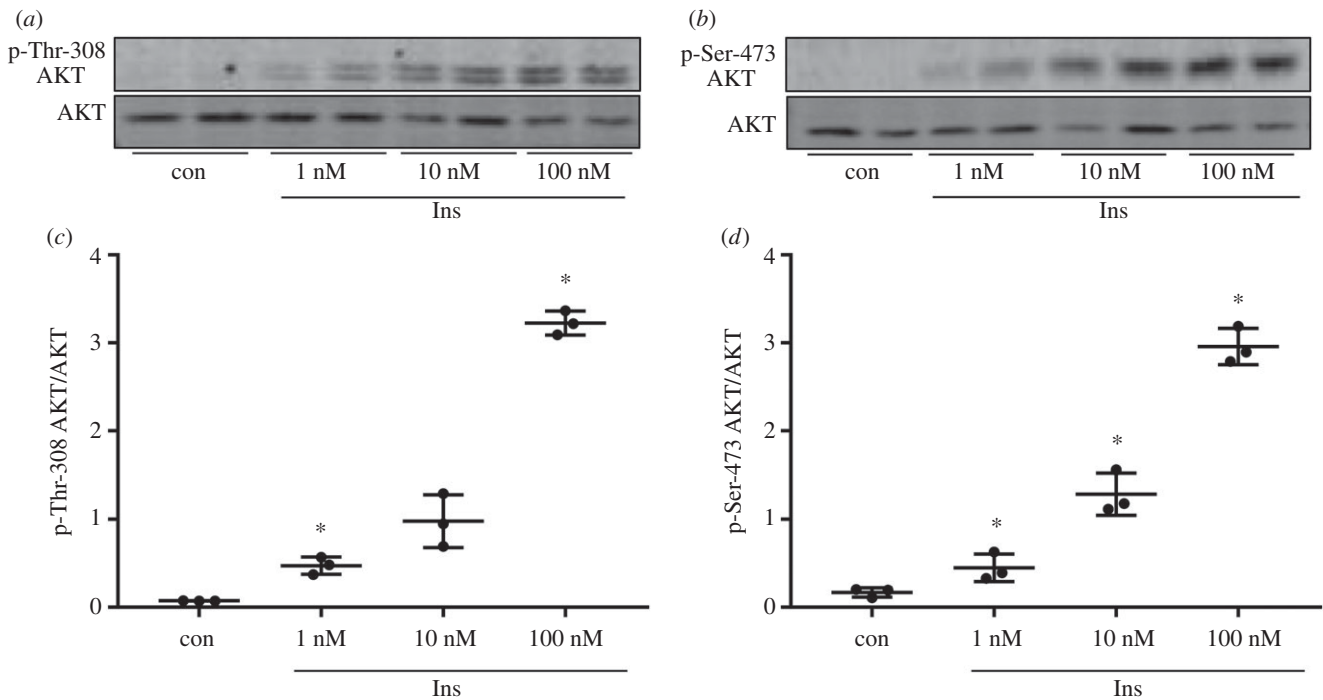 (a)
p-Thr-308
AKT
AKT
con 1 nM 10 nM 100 nM
Ins
(b)
p-Ser-473
AKT
AKT
con 1 nM 10 nM 100 nM
Ins
(c)
4
3
2
1
0
p-Thr-308 AKT/AKT
*
*
con 1 nM 10 nM 100 nM
Ins
(d)
4
3
2
1
0
p-Ser-473 AKT/AKT
*
*
*
con 1 nM 10 nM 100 nM
Ins